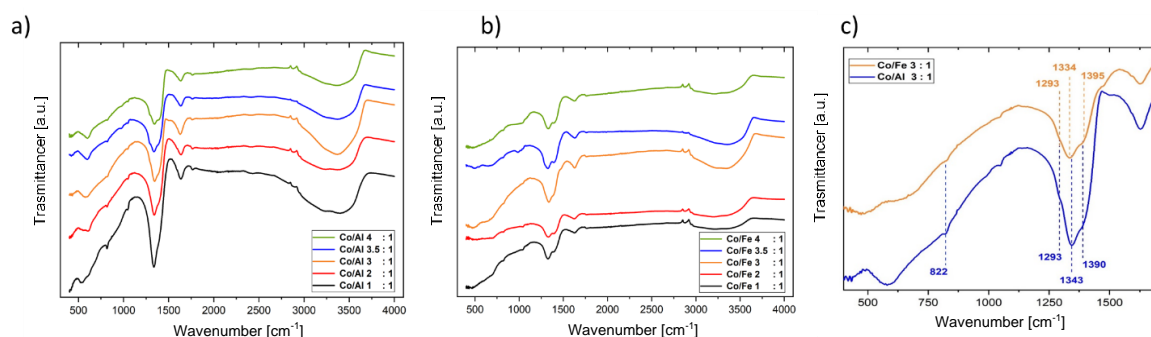 a)
b)
c)
Trasmittancer [a.u.]
Co/Al 4 : 1
Co/Al 3.5 : 1
Co/Al 3 : 1
Co/Al 2 : 1
Co/Al 1 : 1
500 1000 1500 2000 2500 3000 3500 4000
Wavenumber [cm-1]
Trasmittancer [a.u.]
Co/Fe 4 : 1
Co/Fe 3.5 : 1
Co/Fe 3 : 1
Co/Fe 2 : 1
Co/Fe 1 : 1
500 1000 1500 2000 2500 3000 3500 4000
Wavenumber [cm-1]
Trasmittancer [a.u.]
Co/Fe 3 : 1
Co/Al 3 : 1
1334
1293
1395
822
1293
1343
1390
500 750 1000 1250 1500
Wavenumber [cm-1]